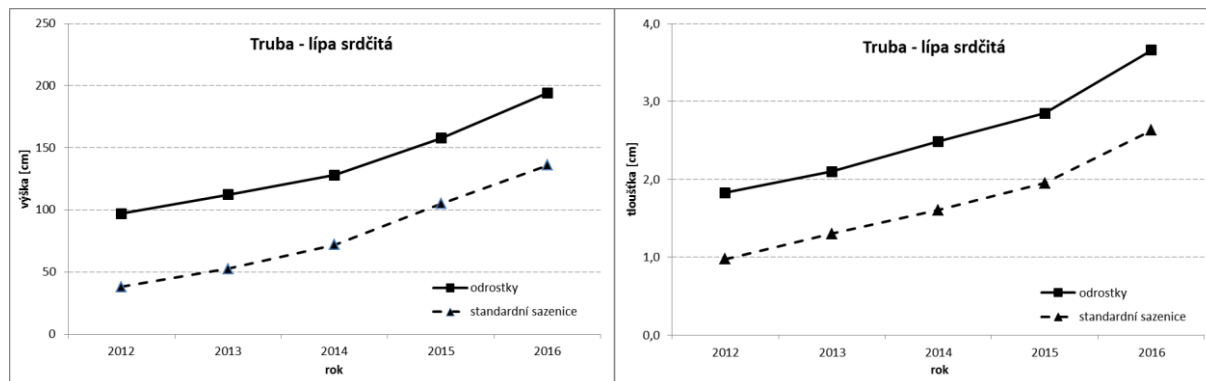 Truba - lípa srdčitá
250
200
150
100
50
0
výška [cm]
2012 2013 2014 2015 2016
rok
odrostky
standardní sazenice
Truba - lípa srdčitá
4,0
3,0
2,0
1,0
0,0
tloušťka [cm]
2012 2013 2014 2015 2016
rok
odrostky
standardní sazenice